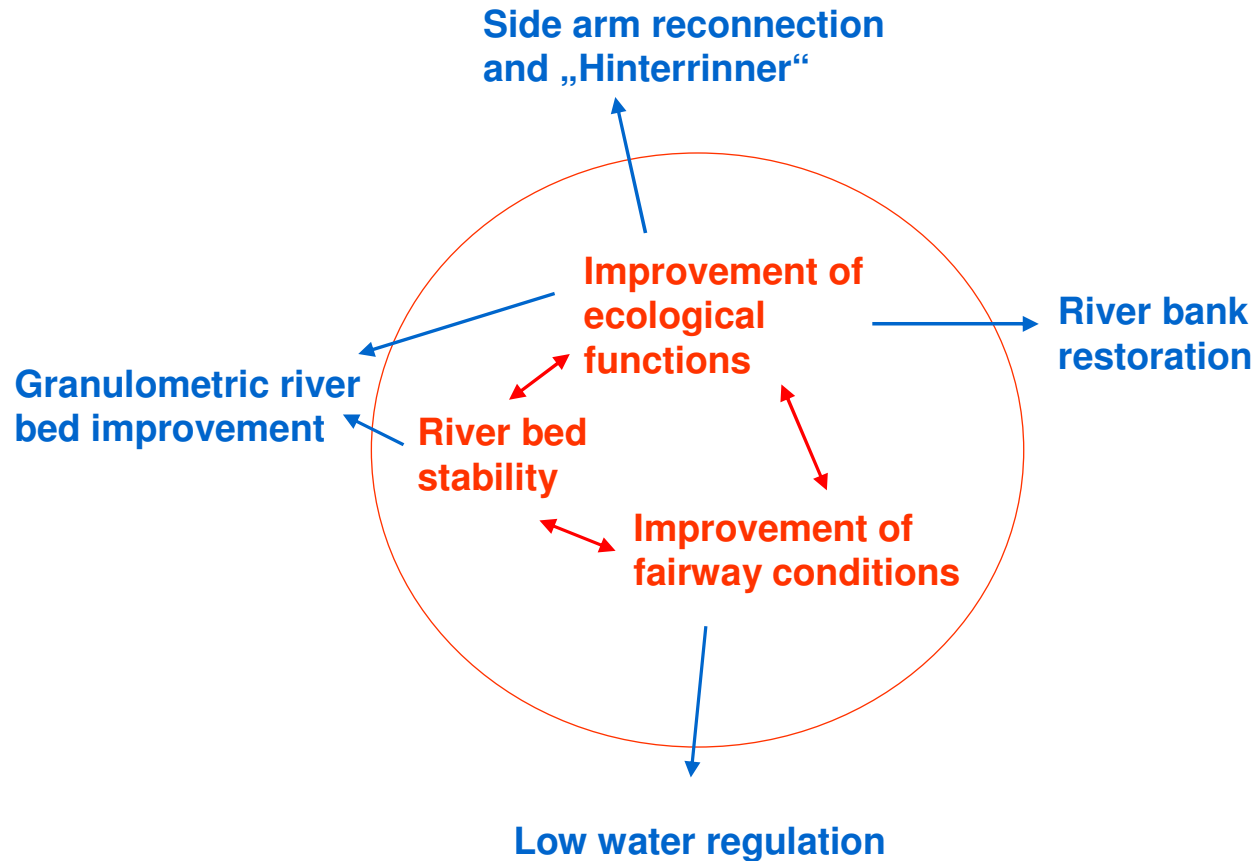 Side arm reconnection
and „Hinterrinner“
Improvement of
ecological
functions
River bank
restoration
Granulometric river
bed improvement
River bed
stability
Improvement of
fairway conditions
Low water regulation